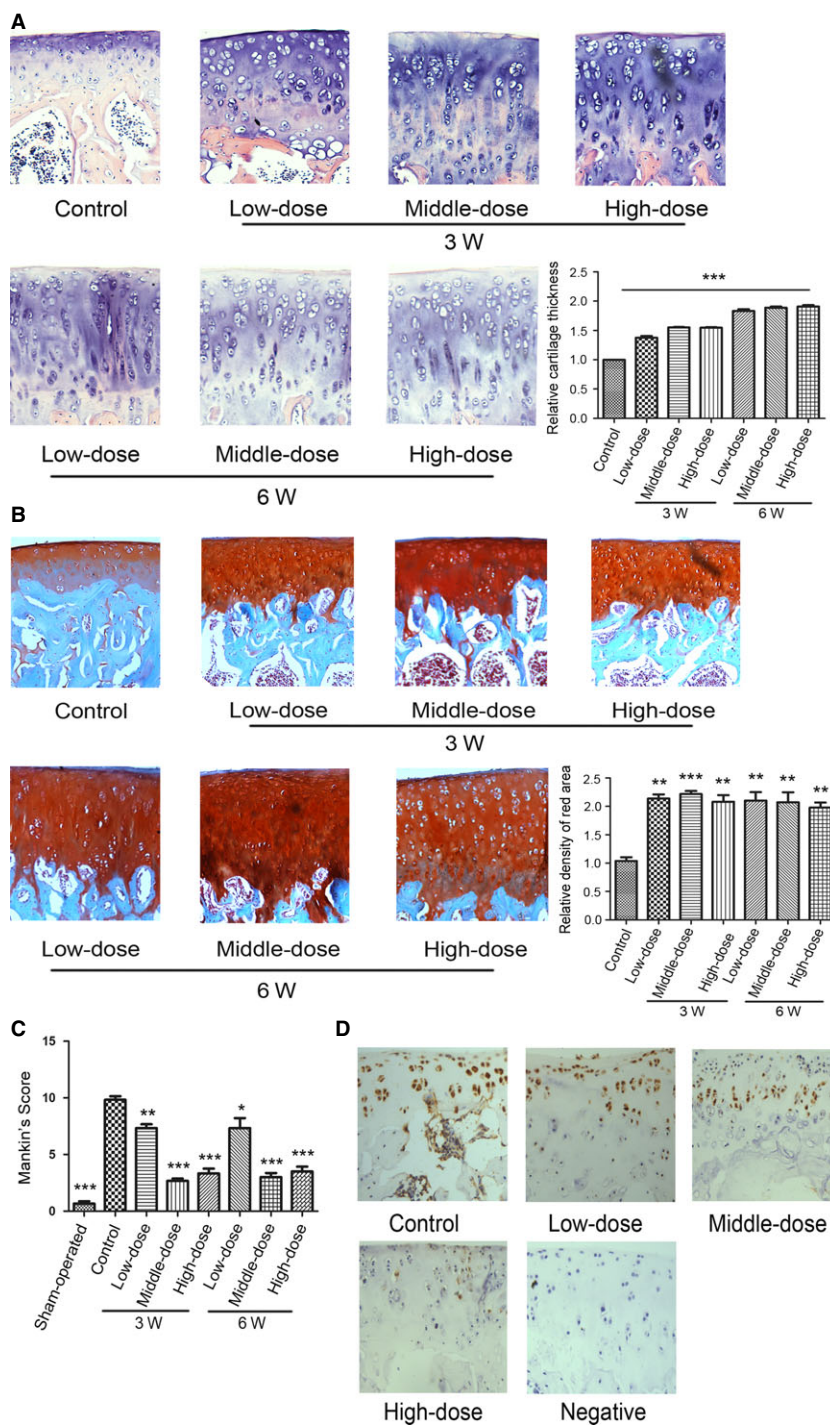 A
Control
Low-dose
Middle-dose
High-dose
3 W
Low-dose
Middle-dose
High-dose
6 W
Relative cartilage thickness
2.5
2.0
1.5
1.0
0.5
0.0
***
Control
Low-dose
Middle-dose
High-dose
Low-dose
Middle-dose
High-dose
3 W
6 W
B
Control
Low-dose
Middle-dose
High-dose
3 W
Low-dose
Middle-dose
High-dose
6 W
Relative density of red area
2.5
2.0
1.5
1.0
0.5
0.0
** *** ** ** ** **
Control
Low-dose
Middle-dose
High-dose
Low-dose
Middle-dose
High-dose
3 W
6 W
C
Mankin's Score
15
10
5
0
*** ** *** *** * *** ***
Sham-operated
Control
Low-dose
Middle-dose
High-dose
Low-dose
Middle-dose
High-dose
3 W
6 W
D
Control
Low-dose
Middle-dose
High-dose
Negative